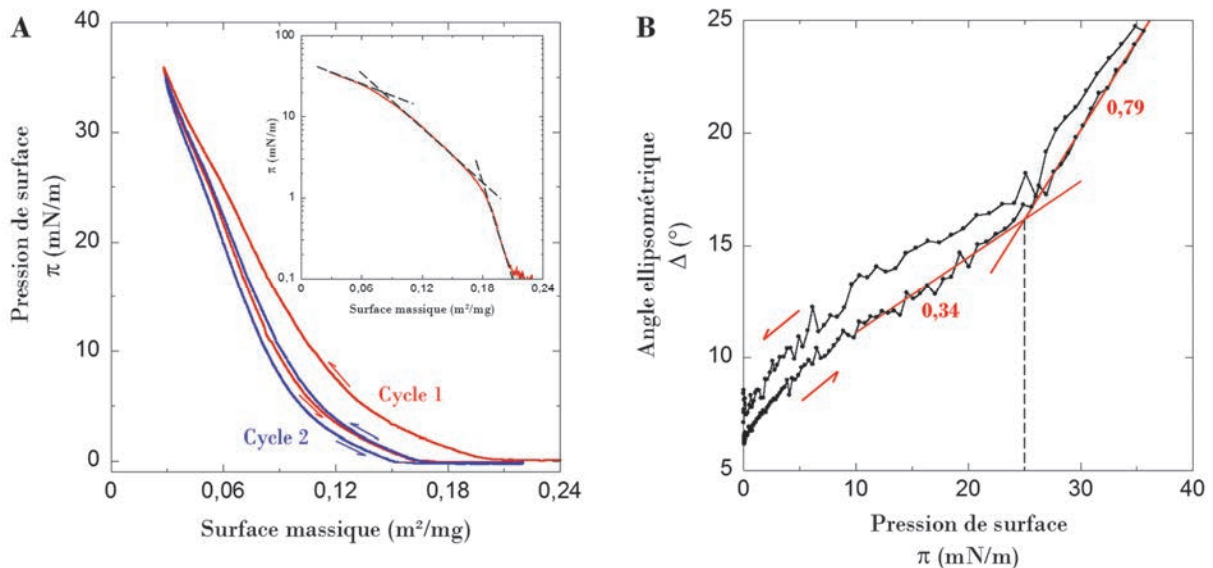 A
Pression de surface
π (mN/m)
40
30
20
10
0
0
0,06
0,12
0,18
0,24
Surface massique (m²/mg)
Cycle 1
Cycle 2
π (mN/m)
100
10
1
0,1
0,00
0,06
0,12
0,18
0,24
Surface massique (m²/mg)
B
Angle ellipsométrique
Δ (°)
25
20
15
10
5
0
10
20
30
40
Pression de surface
π (mN/m)
0,79
0,34